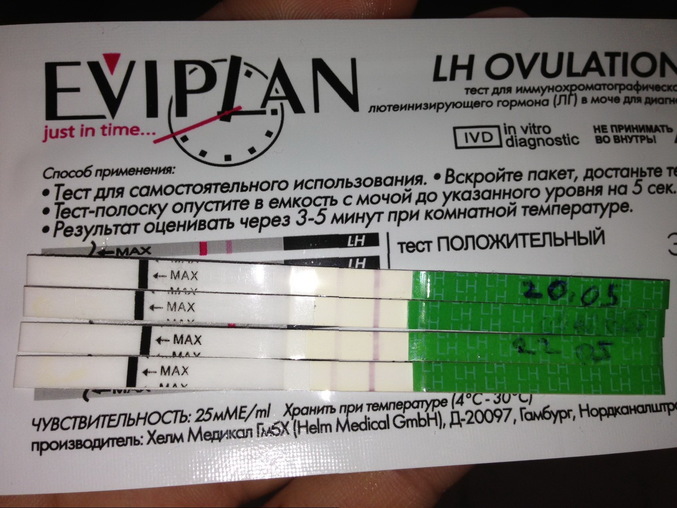 EVIPLAN
just in time...
LH OVULATION
тест для иммунохроматографическо
лютеинизирующего гормона (ЛГ) в моче для диагн
IVD in vitro diagnostic
НЕ ПРИНИМАТЬ ВО ВНУТРЬ!
Способ применения:
• Тест для самостоятельного использования. • Вскройте пакет, достаньте те
• Тест-полоску опустите в емкость с мочой до указанного уровня на 5 сек.
• Результат оценивать через 3-5 минут при комнатной температуре.
MAX LH
тест ПОЛОЖИТЕЛЬНЫЙ
LH
MAX 20.05
MAX
MAX 22 05
MAX
MAX
ЧУВСТВИТЕЛЬНОСТЬ: 25мМЕ/ml Хранить при температуре (4°C - 30°C)
производитель: Хелм Медикал ГмбХ (Helm Medical GmbH), Д-20097, Гамбург, Нордканалштр